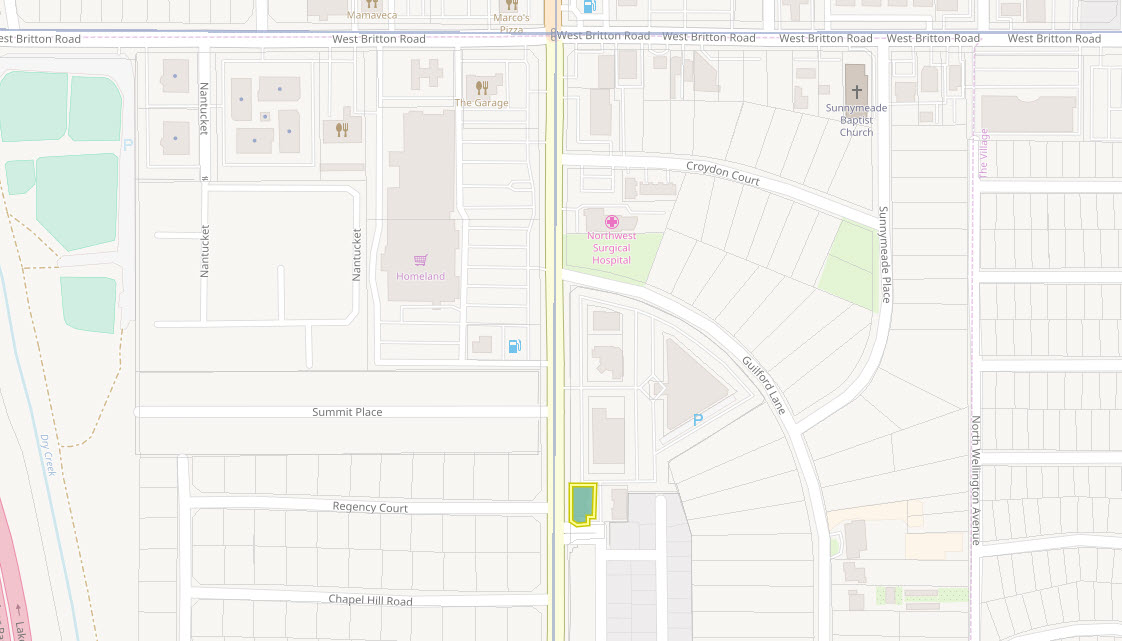 Mamaveca
Marco's
Pizza
est Britton Road
West Britton Road
West Britton Road
West Britton Road
West Britton Road
West Britton Road
West Britton Road
Nantucket
The Garage
Sunnymeade
Baptist
Church
P
The Village
Croydon Court
Nantucket
Nantucket
Northwest
Surgical
Hospital
Sunnymeade Place
Homeland
Guilford Lane
Summit Place
P
Dry Creek
North Wellington Avenue
Regency Court
Chapel Hill Road
Lake